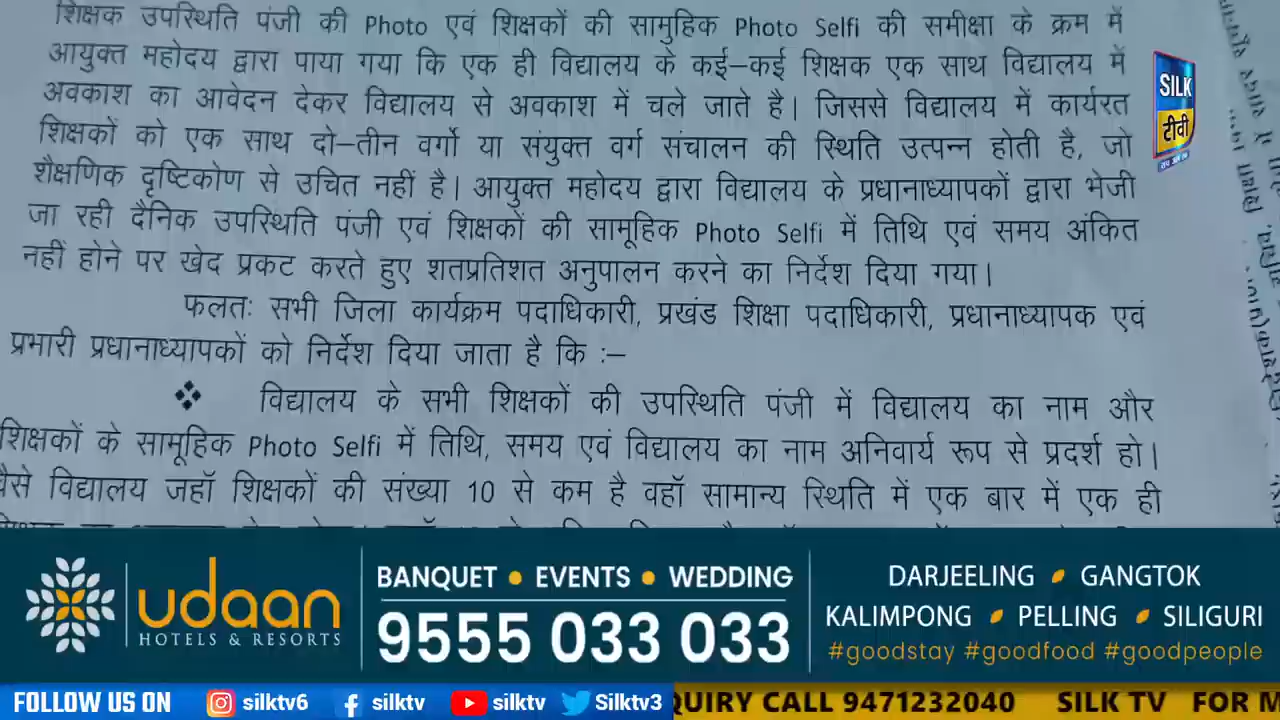 शिक्षक उपस्थिति पंजी की Photo एवं शिक्षकों की सामुहिक Photo Selfi की समीक्षा के क्रम में
आयुक्त महोदय द्वारा पाया गया कि एक ही विद्यालय के कई–कई शिक्षक एक साथ विद्यालय में
अवकाश का आवेदन देकर विद्यालय से अवकाश में चले जाते है। जिससे विद्यालय में कार्यरत
शिक्षकों को एक साथ दो–तीन वर्गो या संयुक्त वर्ग संचालन की स्थिति उत्पन्न होती है, जो
शैक्षणिक दृष्टिकोण से उचित नहीं है। आयुक्त महोदय द्वारा विद्यालय के प्रधानाध्यापकों द्वारा भेजी
जा रही दैनिक उपस्थिति पंजी एवं शिक्षकों की सामूहिक Photo Selfi में तिथि एवं समय अंकित
नहीं होने पर खेद प्रकट करते हुए शतप्रतिशत अनुपालन करने का निर्देश दिया गया।
फलतः सभी जिला कार्यक्रम पदाधिकारी, प्रखंड शिक्षा पदाधिकारी, प्रधानाध्यापक एवं
प्रभारी प्रधानाध्यापकों को निर्देश दिया जाता है कि :–
❖ विद्यालय के सभी शिक्षकों की उपस्थिति पंजी में विद्यालय का नाम और
शिक्षकों के सामूहिक Photo Selfi में तिथि, समय एवं विद्यालय का नाम अनिवार्य रूप से प्रदर्श हो।
वैसे विद्यालय जहॉ शिक्षकों की संख्या 10 से कम है वहॉ सामान्य स्थिति में एक बार में एक ही
SILK
टीवी
udaan
HOTELS & RESORTS
BANQUET • EVENTS • WEDDING
9555 033 033
DARJEELING GANGTOK
KALIMPONG PELLING SILIGURI
#goodstay #goodfood #goodpeople
FOLLOW US ON silktv6 silktv silktv Silktv3 QUIRY CALL 9471232040 SILK TV FOR M